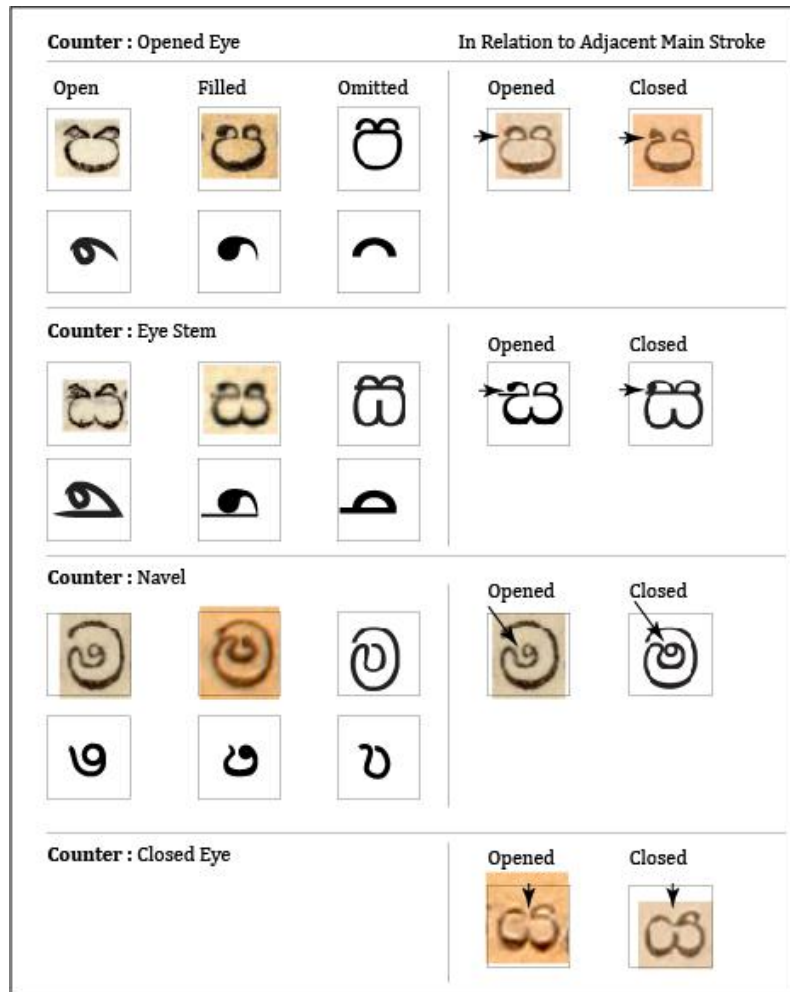 Counter : Opened Eye
In Relation to Adjacent Main Stroke
Open Filled Omitted
Opened Closed
Counter : Eye Stem
Opened Closed
Counter : Navel
Opened Closed
Counter : Closed Eye
Opened Closed